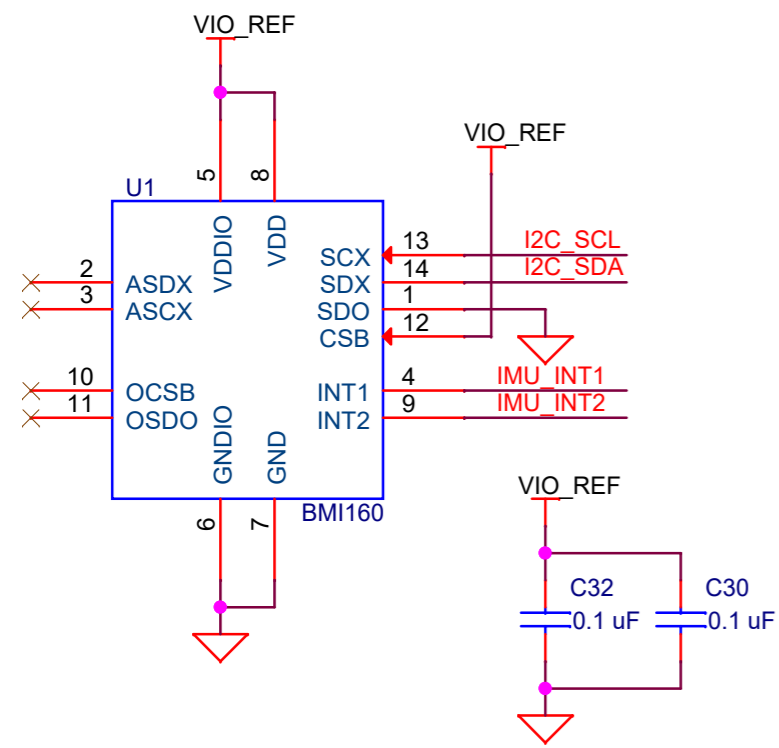 VIO_REF
VIO_REF
U1
5
8
VDDIO
VDD
SCX
13
I2C_SCL
2
ASDX
SDX
14
I2C_SDA
3
ASCX
SDO
1
CSB
12
10
OCSB
INT1
4
IMU_INT1
11
OSDO
INT2
9
IMU_INT2
GNDIO
GND
6
7
BMI160
VIO_REF
C32
0.1 uF
C30
0.1 uF